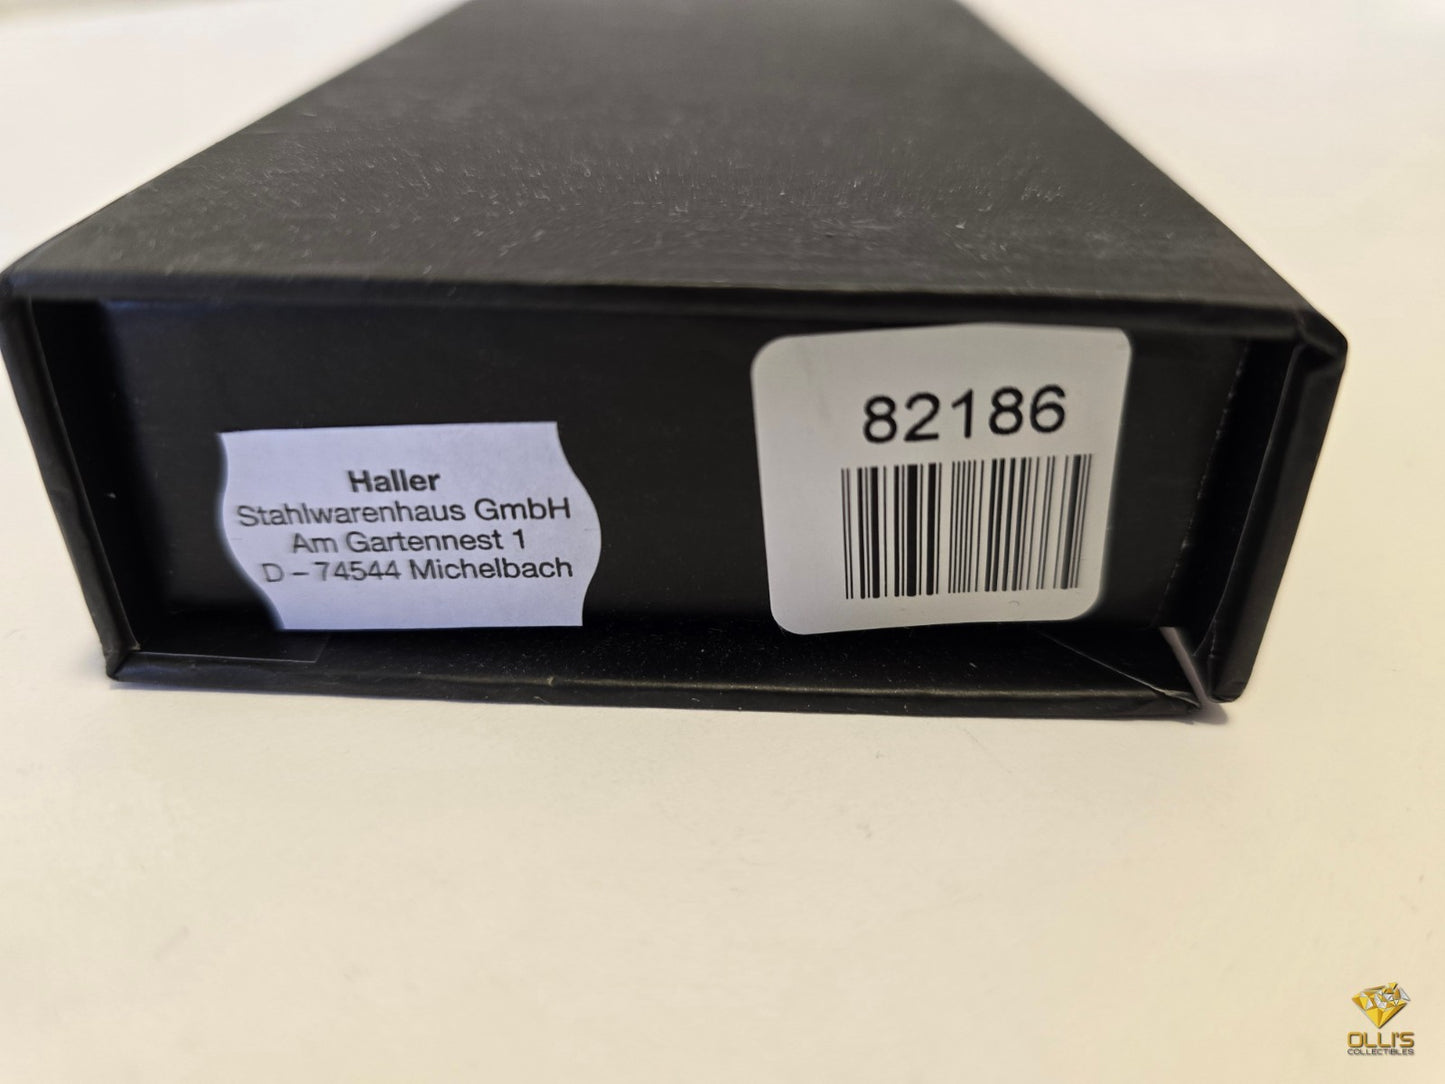 Haller
Stahlwarenhaus GmbH
Am Gartennest 1
D – 74544 Michelbach
82186
OLLI'S
COLLECTIBLES